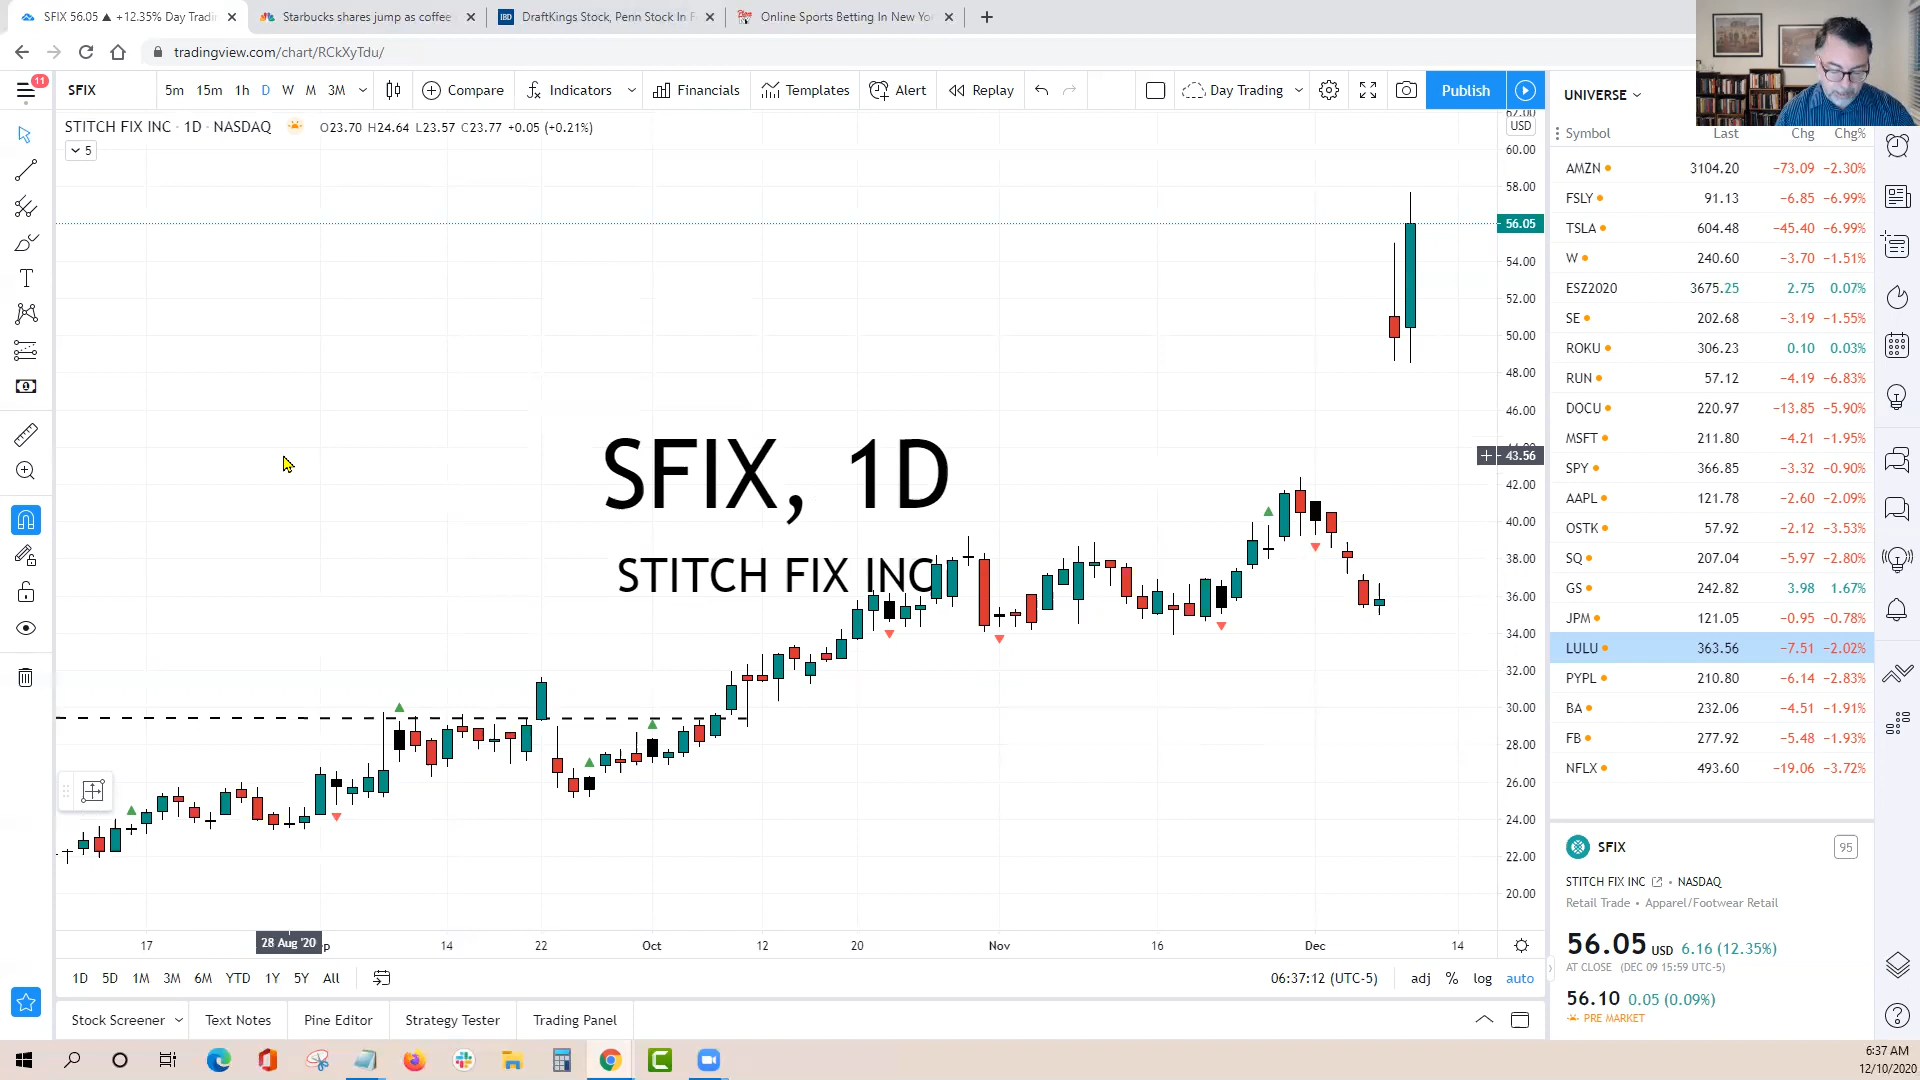 SFIX 56.05 ▲ +12.35% Day Tradi
Starbucks shares jump as coffee
DraftKings Stock, Penn Stock In F
Online Sports Betting In New Yo
tradingview.com/chart/RCkXyTdu/
11
SFIX
5m 15m 1h D W M 3M
Compare
Indicators
Financials
Templates
Alert
Replay
Day Trading
Publish
STITCH FIX INC · 1D · NASDAQ
O23.70 H24.64 L23.57 C23.77 +0.05 (+0.21%)
5
USD
60.00
58.00
56.05
54.00
52.00
50.00
48.00
46.00
43.56
42.00
40.00
38.00
36.00
34.00
32.00
30.00
28.00
26.00
24.00
22.00
20.00
SFIX, 1D
STITCH FIX INC
17
28 Aug '20
14
22
Oct
12
20
Nov
16
Dec
14
1D 5D 1M 3M 6M YTD 1Y 5Y All
06:37:12 (UTC-5)
adj % log auto
Stock Screener
Text Notes
Pine Editor
Strategy Tester
Trading Panel
UNIVERSE
Symbol Last Chg Chg%
AMZN 3104.20 −73.09 −2.30%
FSLY 91.13 −6.85 −6.99%
TSLA 604.48 −45.40 −6.99%
W 240.60 −3.70 −1.51%
ESZ2020 3675.25 2.75 0.07%
SE 202.68 −3.19 −1.55%
ROKU 306.23 0.10 0.03%
RUN 57.12 −4.19 −6.83%
DOCU 220.97 −13.85 −5.90%
MSFT 211.80 −4.21 −1.95%
SPY 366.85 −3.32 −0.90%
AAPL 121.78 −2.60 −2.09%
OSTK 57.92 −2.12 −3.53%
SQ 207.04 −5.97 −2.80%
GS 242.82 3.98 1.67%
JPM 121.05 −0.95 −0.78%
LULU 363.56 −7.51 −2.02%
PYPL 210.80 −6.14 −2.83%
BA 232.06 −4.51 −1.91%
FB 277.92 −5.48 −1.93%
NFLX 493.60 −19.06 −3.72%
SFIX
95
STITCH FIX INC • NASDAQ
Retail Trade • Apparel/Footwear Retail
56.05 USD 6.16 (12.35%)
AT CLOSE (DEC 09 15:59 UTC-5)
56.10 0.05 (0.09%)
PRE MARKET
6:37 AM
12/10/2020